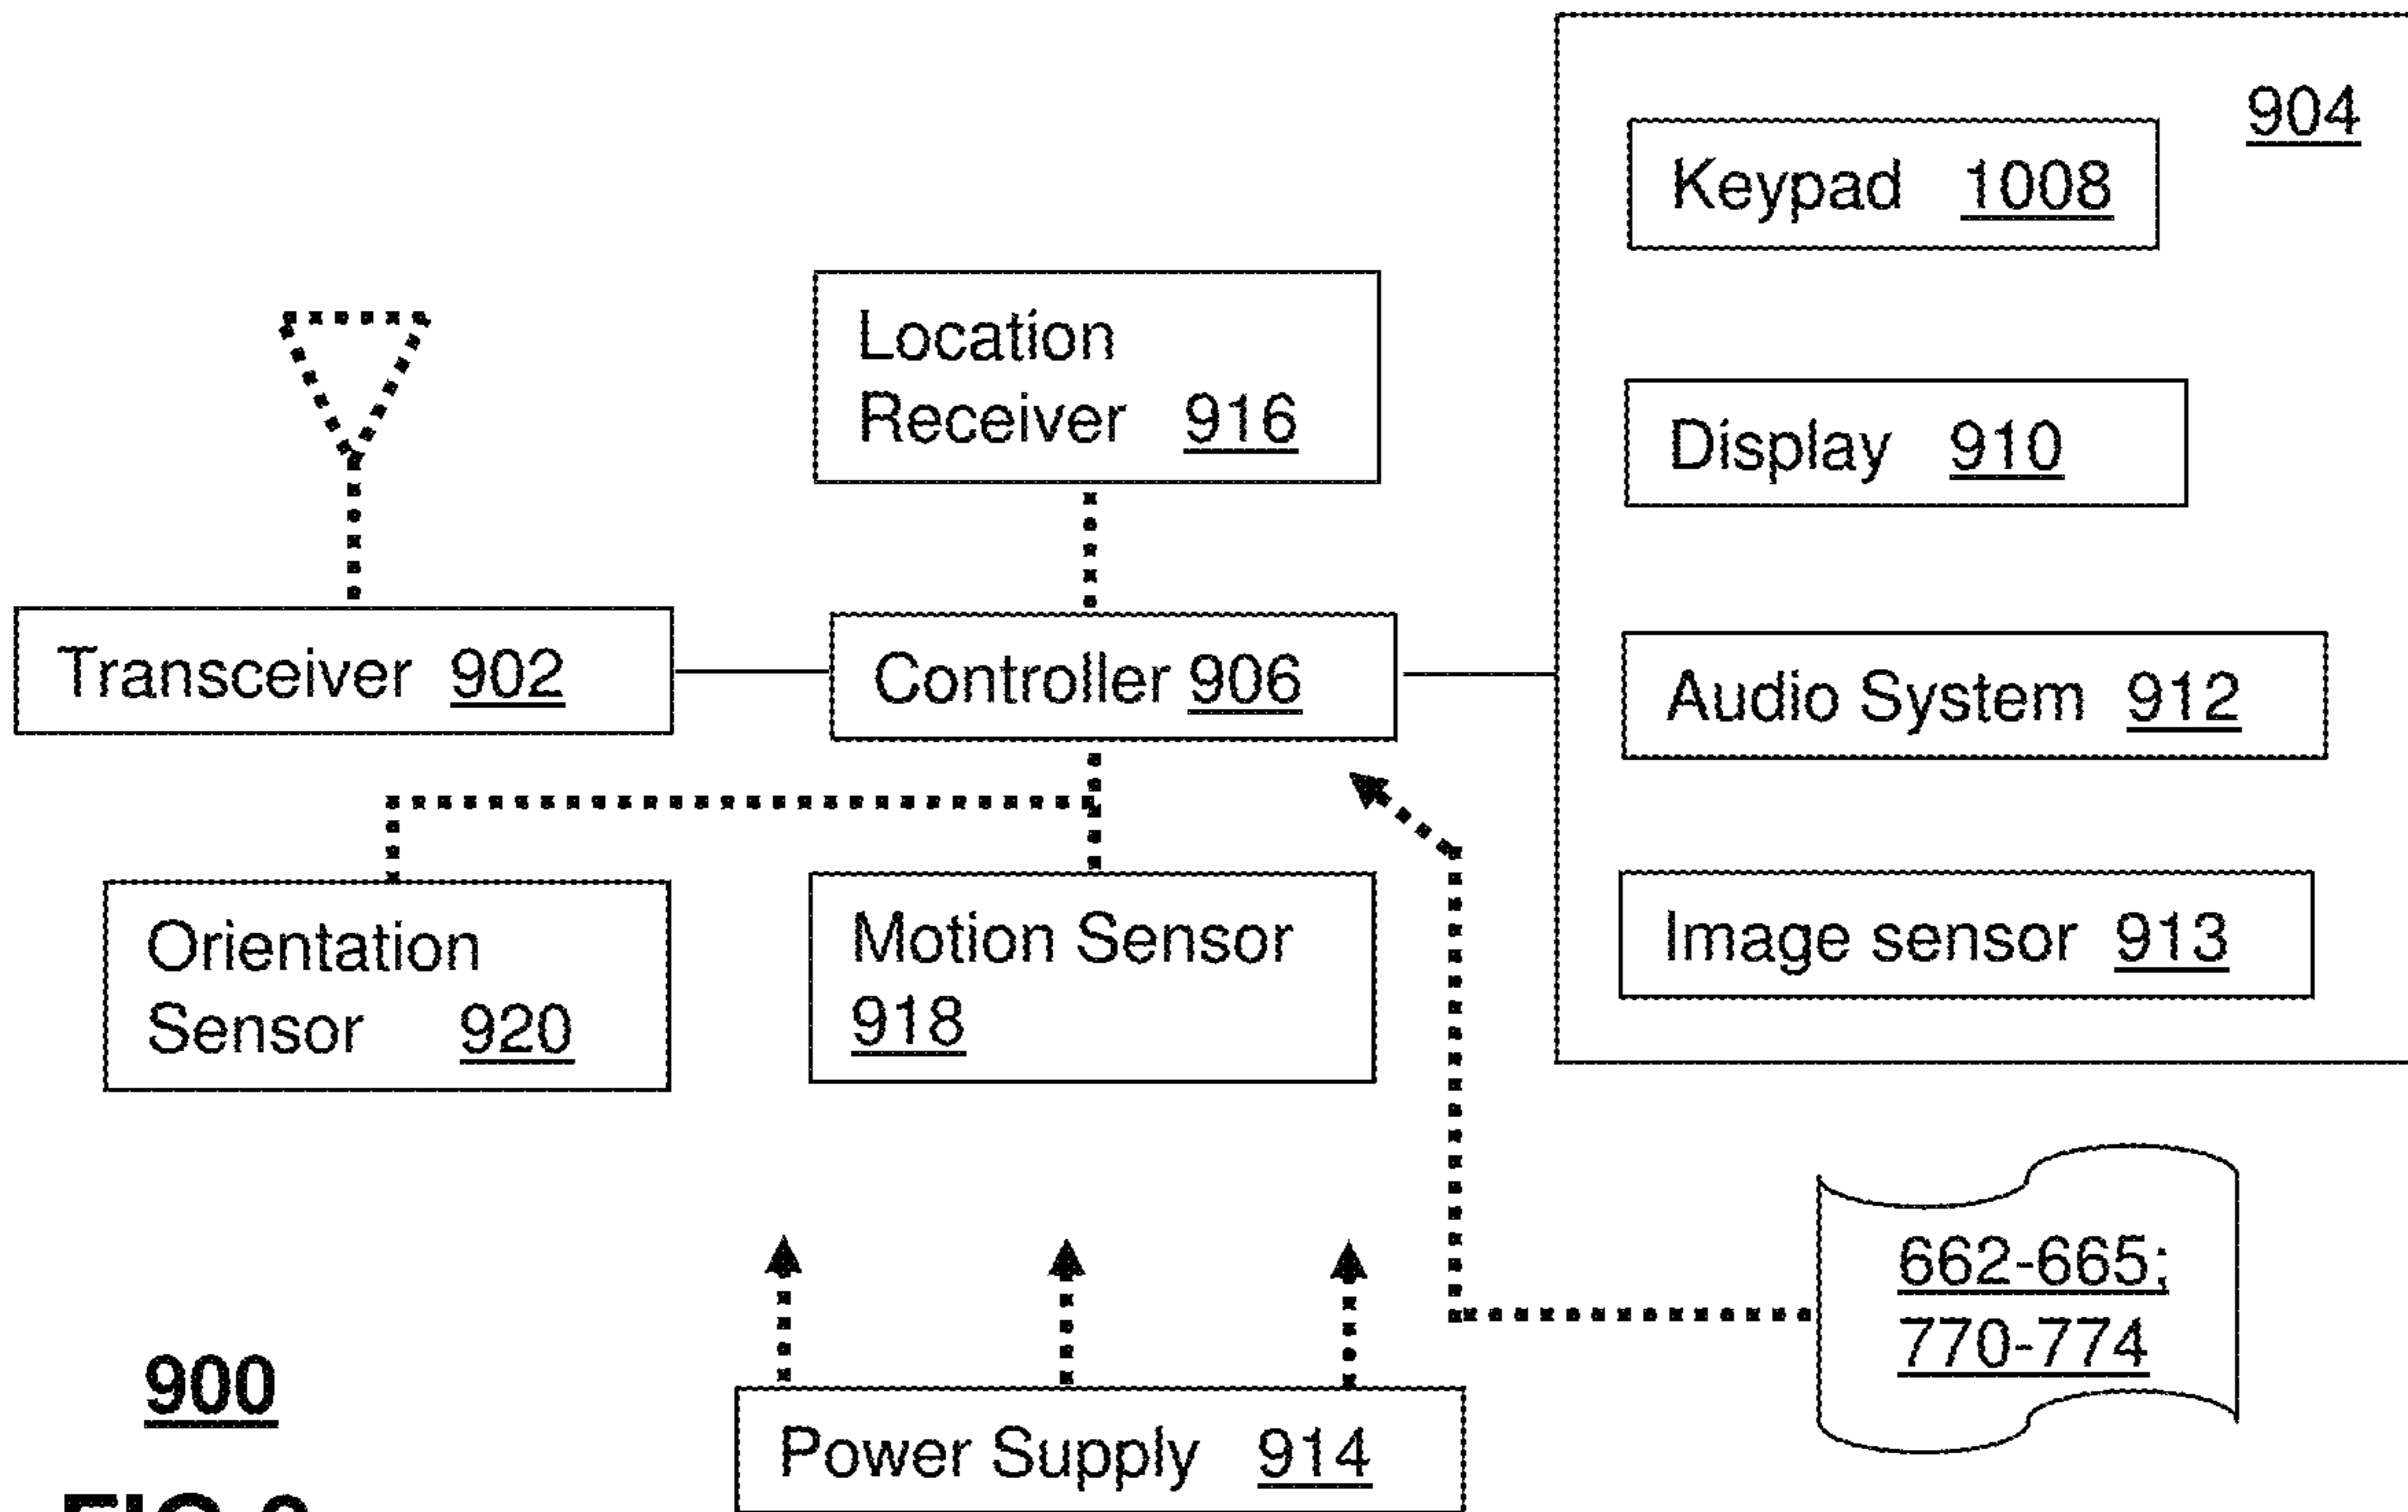 904
Keypad 1008
Location
Receiver 916
Display 910
Transceiver 902
Controller 906
Audio System 912
Orientation
Sensor 920
Motion Sensor
918
Image sensor 913
662-665;
770-774
900
Power Supply 914